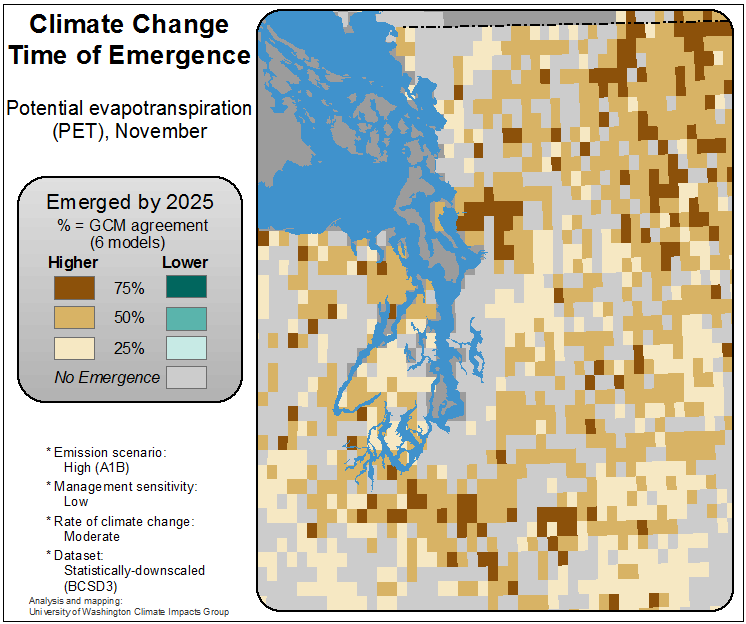 Climate Change
Time of Emergence
Potential evapotranspiration
(PET), November
Emerged by 2025
% = GCM agreement
(6 models)
Higher Lower
75%
50%
25%
No Emergence
* Emission scenario:
High (A1B)
* Management sensitivity:
Low
* Rate of climate change:
Moderate
* Dataset:
Statistically-downscaled
(BCSD3)
Analysis and mapping:
University of Washington Climate Impacts Group